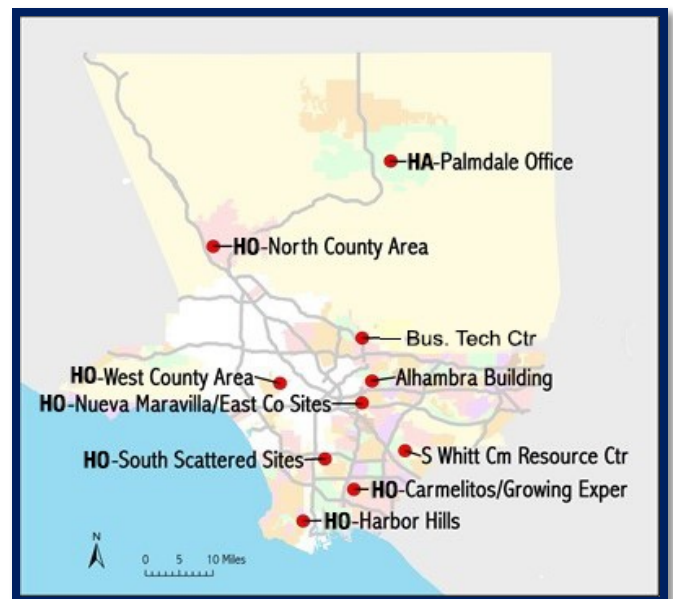 HA-Palmdale Office
HO-North County Area
Bus. Tech Ctr
HO-West County Area
Alhambra Building
HO-Nueva Maravilla/East Co Sites
HO-South Scattered Sites
S Whitt Cm Resource Ctr
HO-Carmelitos/Growing Exper
HO-Harbor Hills
N
0 5 10 Miles